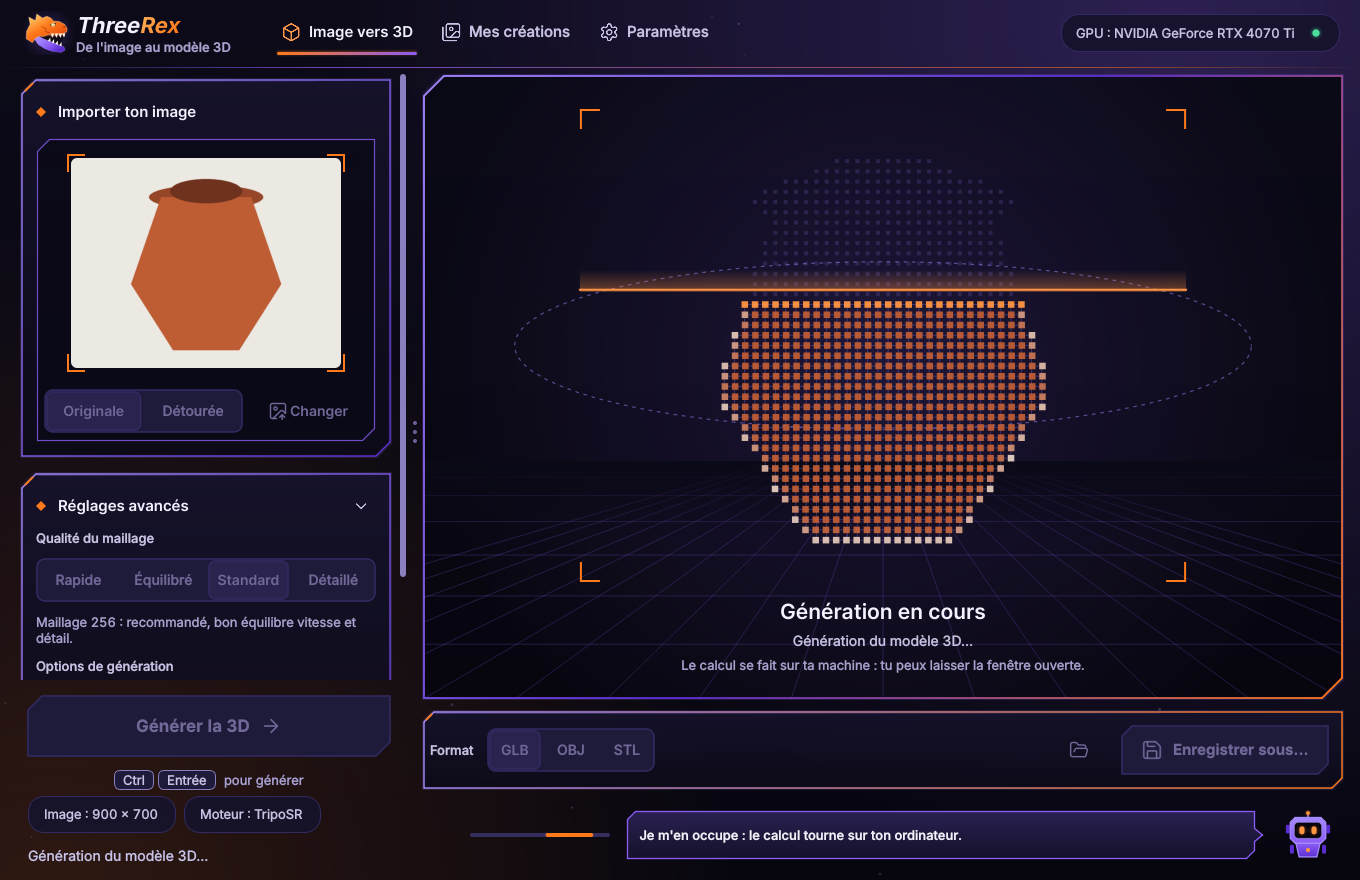 ThreeRex
De l'image au modèle 3D
Image vers 3D
Mes créations
Paramètres
GPU : NVIDIA GeForce RTX 4070 Ti
Importer ton image
Originale
Détourée
Changer
Réglages avancés
Qualité du maillage
Rapide
Équilibré
Standard
Détaillé
Maillage 256 : recommandé, bon équilibre vitesse et
détail.
Options de génération
Générer la 3D
Ctrl Entrée pour générer
Image : 900 × 700
Moteur : TripoSR
Génération du modèle 3D...
Génération en cours
Génération du modèle 3D...
Le calcul se fait sur ta machine : tu peux laisser la fenêtre ouverte.
Format
GLB
OBJ
STL
Enregistrer sous...
Je m'en occupe : le calcul tourne sur ton ordinateur.